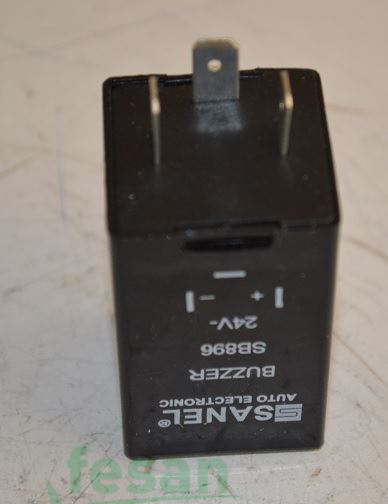 SANEL®
AUTO ELECTRONIC
BUZZER
SB896
24V-
+ -
fesan